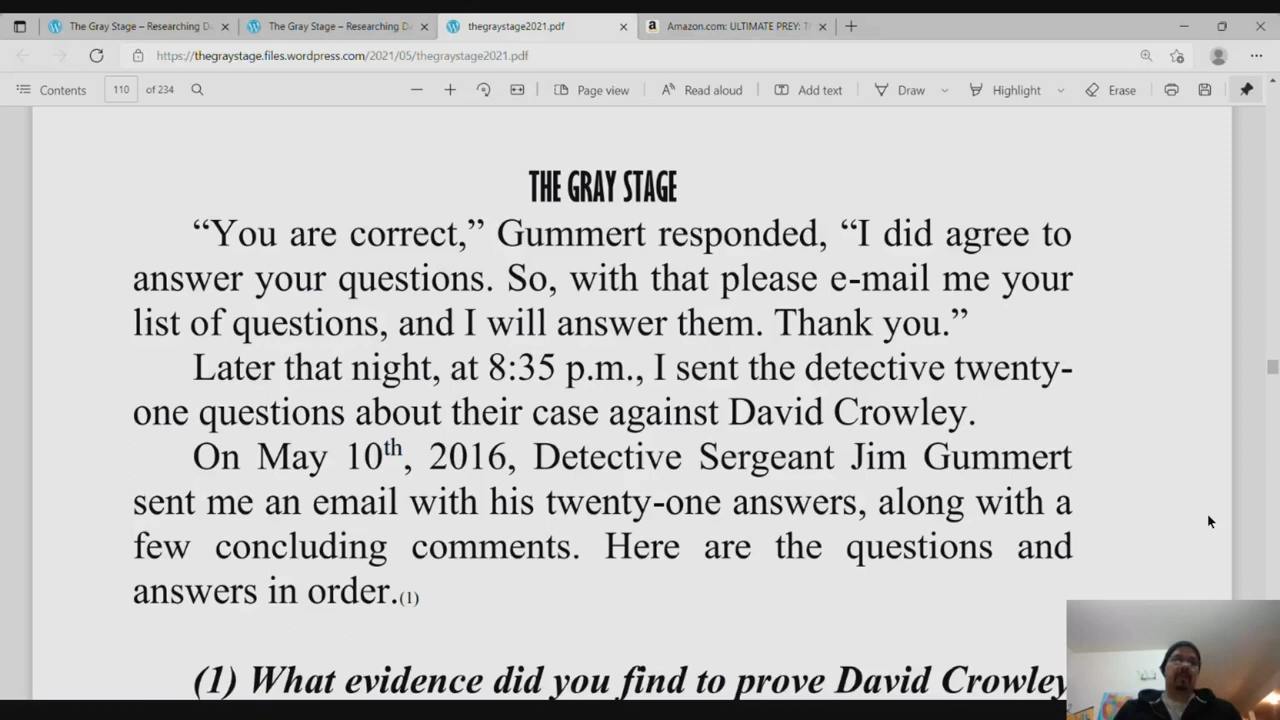 The Gray Stage – Researching D
The Gray Stage – Researching D
thegraystage2021.pdf
Amazon.com: ULTIMATE PREY: T
https://thegraystage.files.wordpress.com/2021/05/thegraystage2021.pdf
Contents 110 of 234 Page view Read aloud Add text Draw Highlight Erase
THE GRAY STAGE
“You are correct,” Gummert responded, “I did agree to
answer your questions. So, with that please e-mail me your
list of questions, and I will answer them. Thank you.”
Later that night, at 8:35 p.m., I sent the detective twenty-
one questions about their case against David Crowley.
On May 10th, 2016, Detective Sergeant Jim Gummert
sent me an email with his twenty-one answers, along with a
few concluding comments. Here are the questions and
answers in order.(1)
(1) What evidence did you find to prove David Crowley